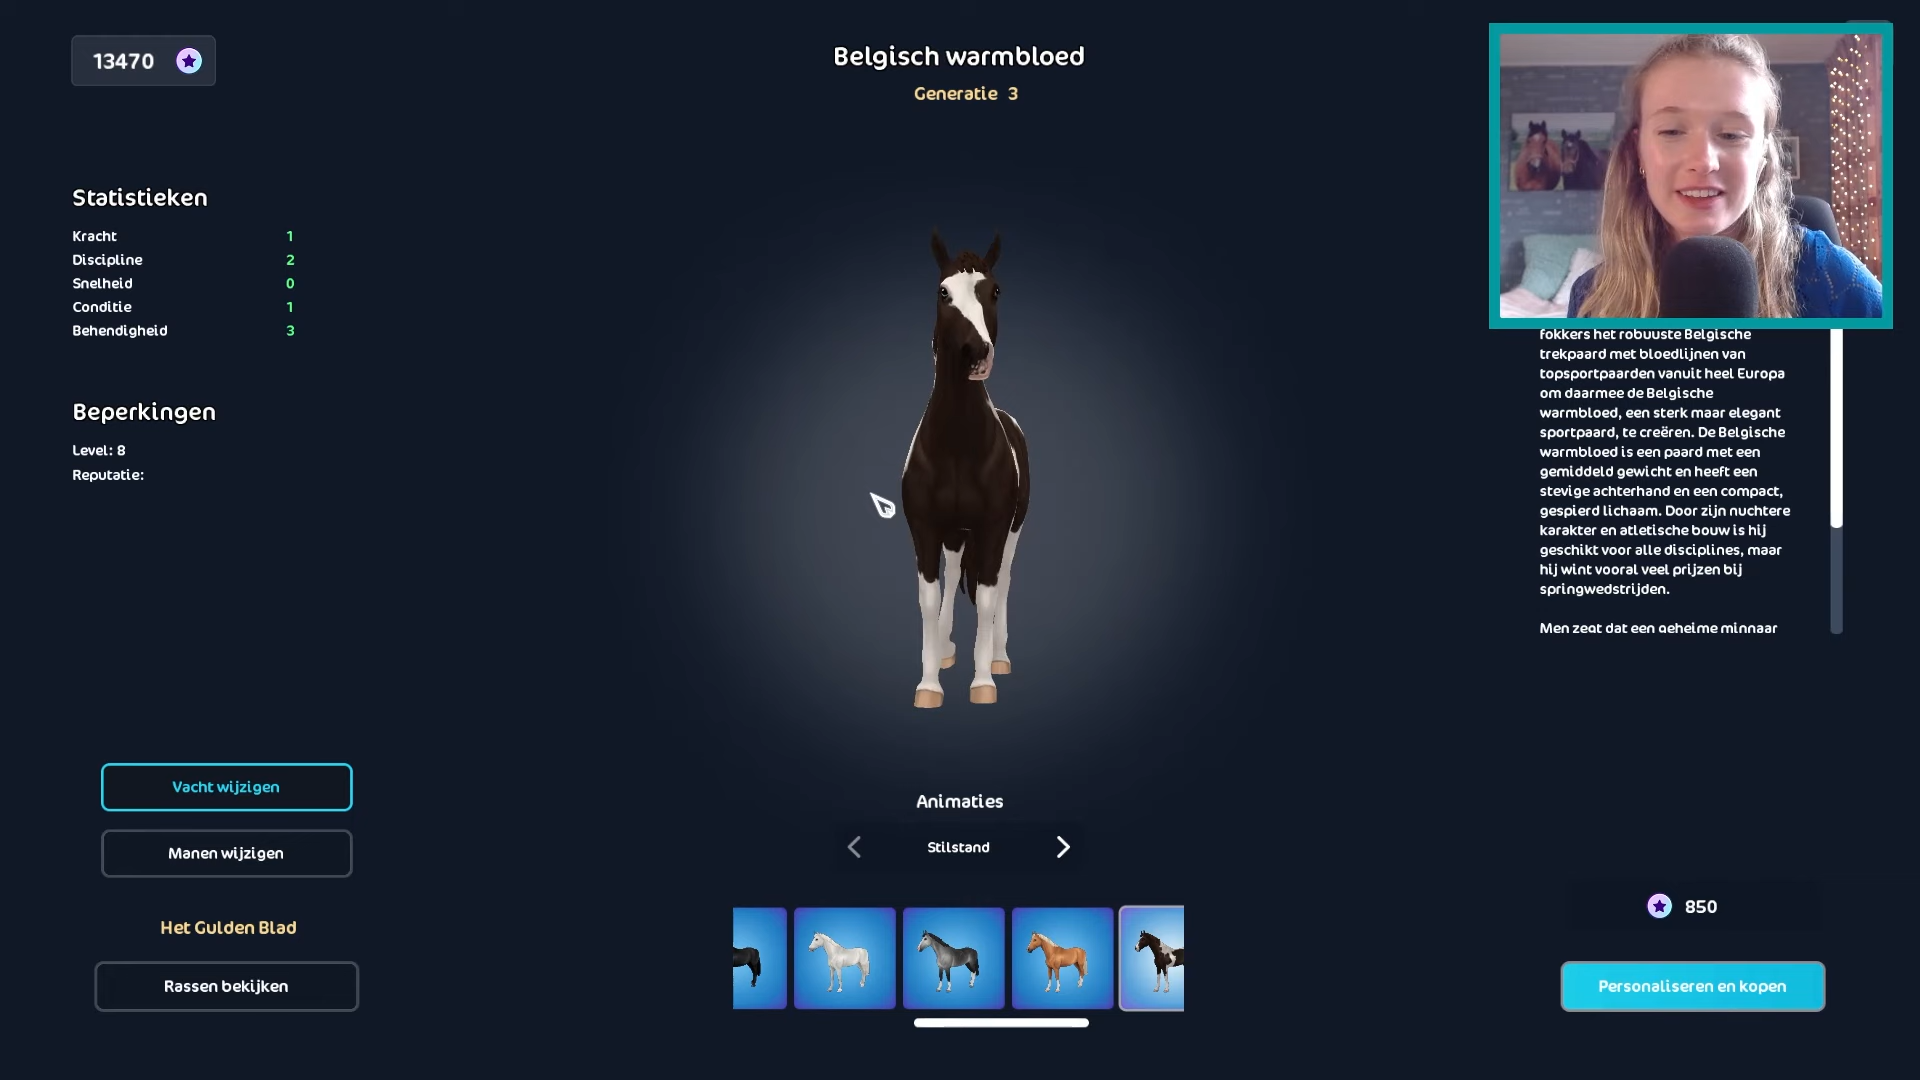 13470
Belgisch warmbloed
Generatie 3
Statistieken
Kracht 1
Discipline 2
Snelheid 0
Conditie 1
Behendigheid 3
Beperkingen
Level: 8
Reputatie:
fokkers het robuuste Belgische
trekpaard met bloedlijnen van
topsportpaarden vanuit heel Europa
om daarmee de Belgische
warmbloed, een sterk maar elegant
sportpaard, te creëren. De Belgische
warmbloed is een paard met een
gemiddeld gewicht en heeft een
stevige achterhand en een compact,
gespierd lichaam. Door zijn nuchtere
karakter en atletische bouw is hij
geschikt voor alle disciplines, maar
hij wint vooral veel prijzen bij
springwedstrijden.
Men zegt dat een geheime minnaar
Vacht wijzigen
Manen wijzigen
Het Gulden Blad
Rassen bekijken
Animaties
Stilstand
850
Personaliseren en kopen